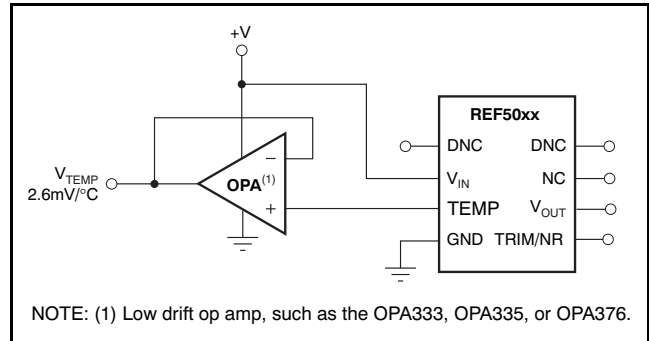 +V
REF50xx
DNC DNC
V_TEMP
2.6mV/°C
OPA(1)
−
+
V_IN NC
TEMP V_OUT
GND TRIM/NR
NOTE: (1) Low drift op amp, such as the OPA333, OPA335, or OPA376.